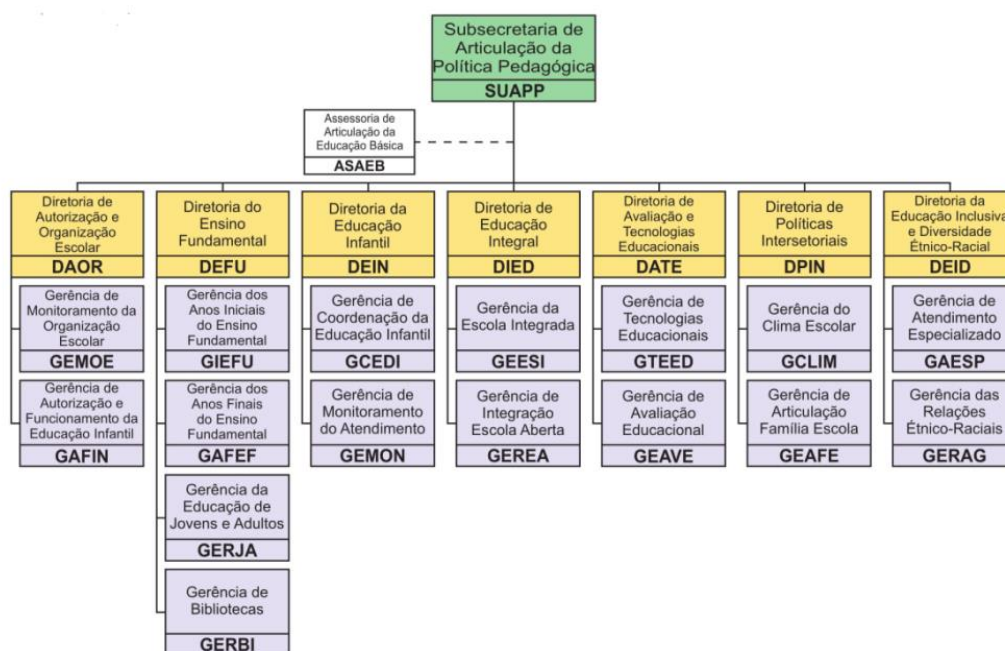 Subsecretaria de
Articulação da
Política Pedagógica
SUAPP
Assessoria de
Articulação da
Educação Básica
ASAEB
Diretoria de
Autorização e
Organização
Escolar
DAOR
Gerência de
Monitoramento da
Organização
Escolar
GEMOE
Gerência de
Autorização e
Funcionamento da
Educação Infantil
GAFIN
Diretoria do
Ensino
Fundamental
DEFU
Gerência dos
Anos Iniciais
do Ensino
Fundamental
GIEFU
Gerência dos
Anos Finais
do Ensino
Fundamental
GAFEF
Gerência da
Educação de
Jovens e Adultos
GERJA
Gerência de
Bibliotecas
GERBI
Diretoria da
Educação
Infantil
DEIN
Gerência de
Coordenação da
Educação Infantil
GCEDI
Gerência de
Monitoramento
do Atendimento
GEMON
Diretoria de
Educação
Integral
DIED
Gerência da
Escola Integrada
GEESI
Gerência de
Integração
Escola Aberta
GEREA
Diretoria
de Avaliação e
Tecnologias
Educacionais
DATE
Gerência de
Tecnologias
Educacionais
GTEED
Gerência de
Avaliação
Educacional
GEAVE
Diretoria de
Políticas
Intersetoriais
DPIN
Gerência do
Clima Escolar
GCLIM
Gerência de
Articulação
Família Escola
GEAFE
Diretoria da
Educação Inclusiva
e Diversidade
Étnico-Racial
DEID
Gerência de
Atendimento
Especializado
GAESP
Gerência das
Relações
Étnico-Raciais
GERAG